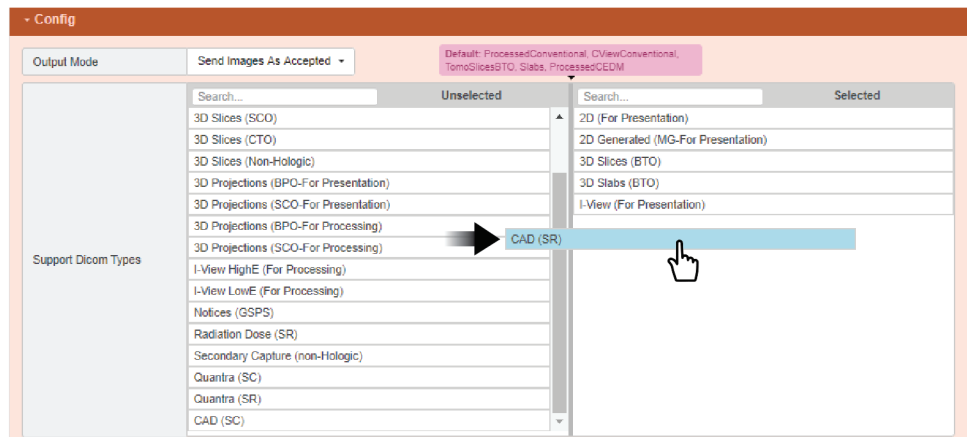 Config
Output Mode
Send Images As Accepted
Default: ProcessedConventional, CViewConventional,
TomoSlicesBTO, Slabs, ProcessedCEDM
Support Dicom Types
Search...
Unselected
3D Slices (SCO)
3D Slices (CTO)
3D Slices (Non-Hologic)
3D Projections (BPO-For Presentation)
3D Projections (SCO-For Presentation)
3D Projections (BPO-For Processing)
3D Projections (SCO-For Processing)
I-View HighE (For Processing)
I-View LowE (For Processing)
Notices (GSPS)
Radiation Dose (SR)
Secondary Capture (non-Hologic)
Quantra (SC)
Quantra (SR)
CAD (SC)
Search...
Selected
2D (For Presentation)
2D Generated (MG-For Presentation)
3D Slices (BTO)
3D Slabs (BTO)
I-View (For Presentation)
CAD (SR)